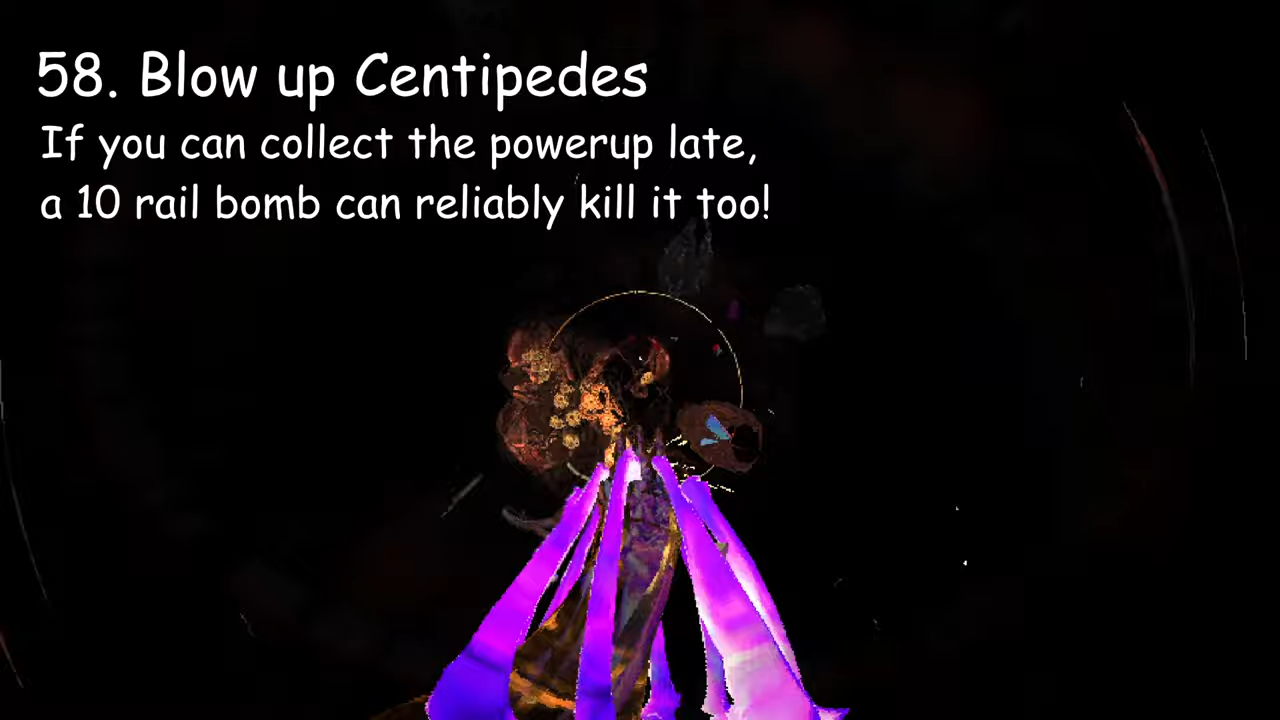 58. Blow up Centipedes
If you can collect the powerup late,
a 10 rail bomb can reliably kill it too!